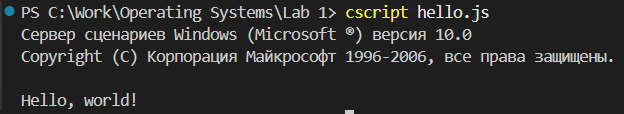 PS C:\Work\Operating Systems\Lab 1> cscript hello.js
Сервер сценариев Windows (Microsoft ®) версия 10.0
Copyright (C) Корпорация Майкрософт 1996-2006, все права защищены.
Hello, world!